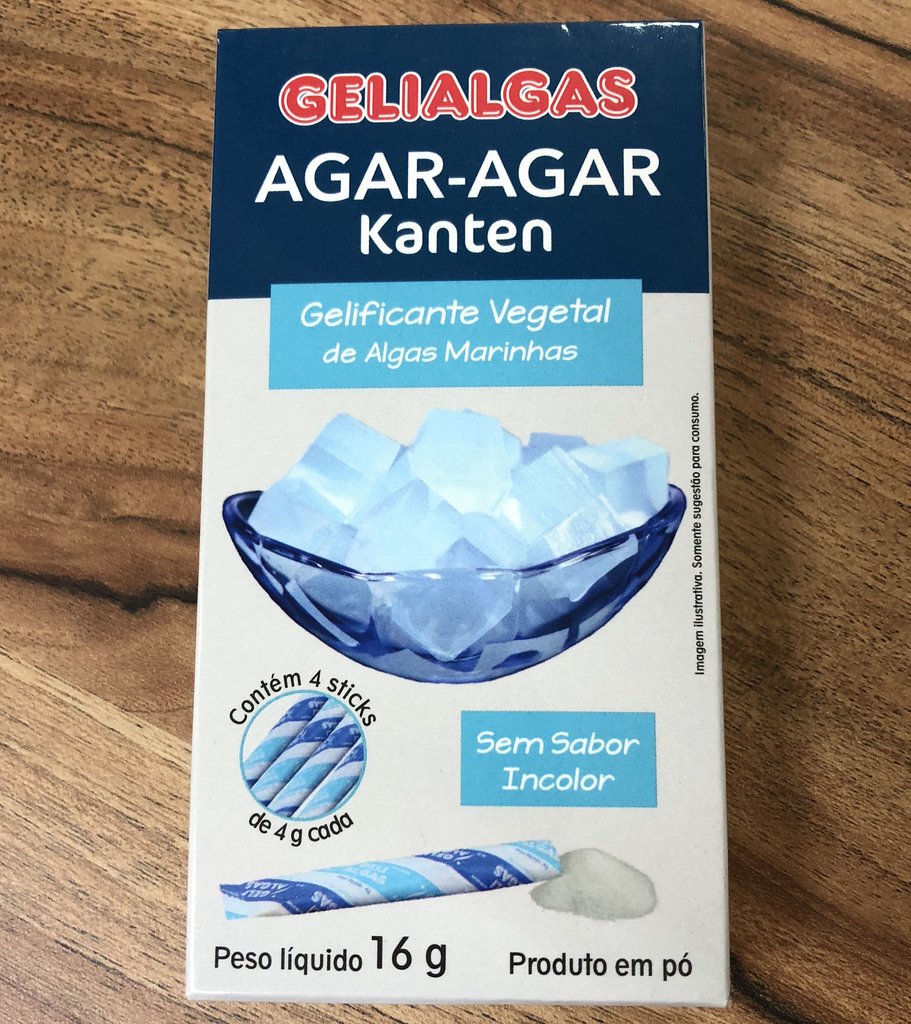 GELIALGAS
AGAR-AGAR
Kanten
Gelificante Vegetal
de Algas Marinhas
Imagem ilustrativa. Somente sugestão para consumo.
Contém 4 sticks
de 4 g cada
Sem Sabor
Incolor
Peso líquido 16 g
Produto em pó